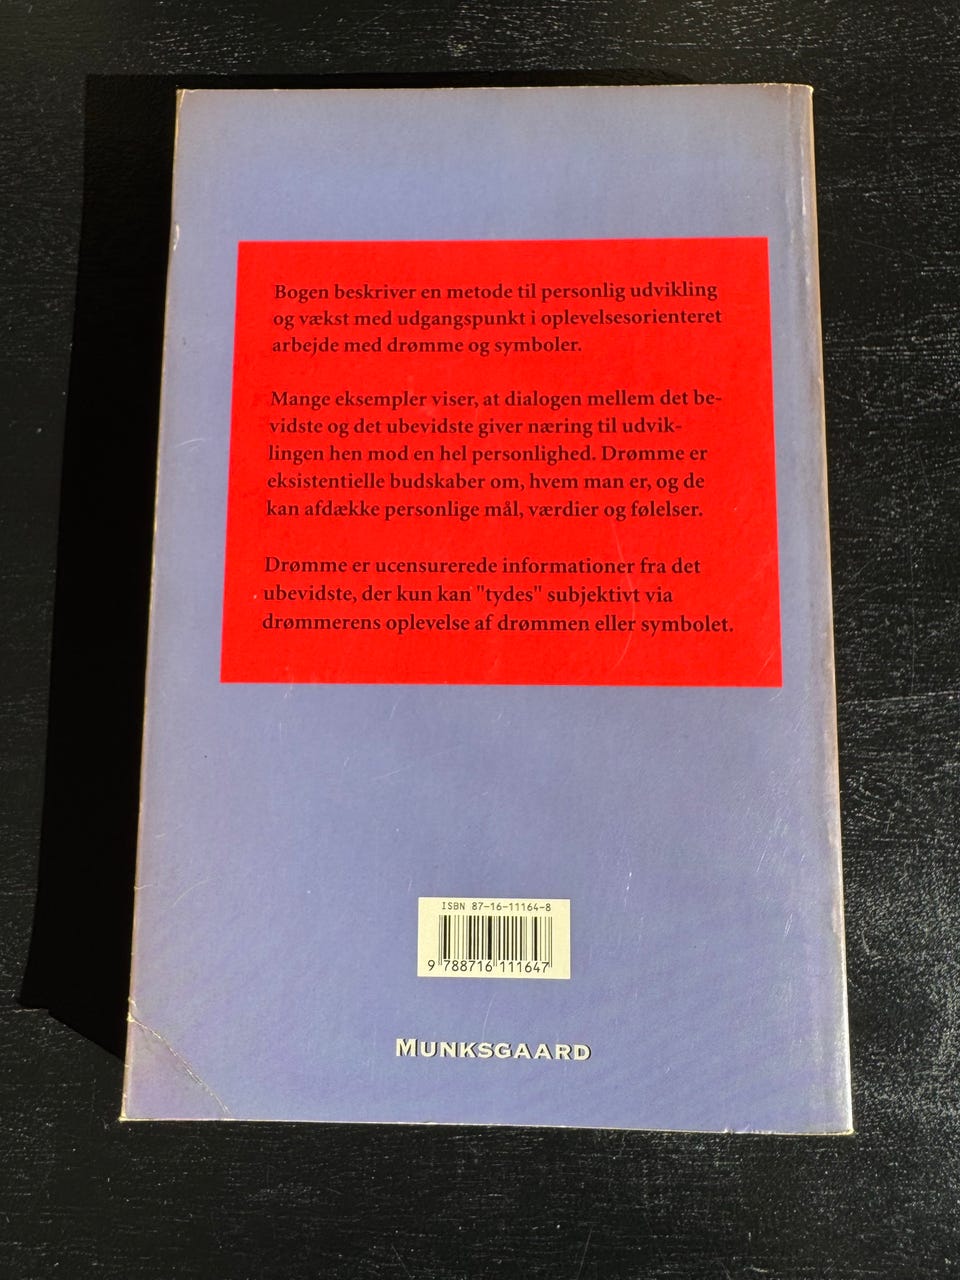 Bogen beskriver en metode til personlig udvikling
og vækst med udgangspunkt i oplevelsesorienteret
arbejde med drømme og symboler.
Mange eksempler viser, at dialogen mellem det be-
vidste og det ubevidste giver næring til udvik-
lingen hen mod en hel personlighed. Drømme er
eksistentielle budskaber om, hvem man er, og de
kan afdække personlige mål, værdier og følelser.
Drømme er ucensurerede informationer fra det
ubevidste, der kun kan "tydes" subjektivt via
drømmerens oplevelse af drømmen eller symbolet.
ISBN 87-16-11164-8
9 788716 111647
MUNKSGAARD